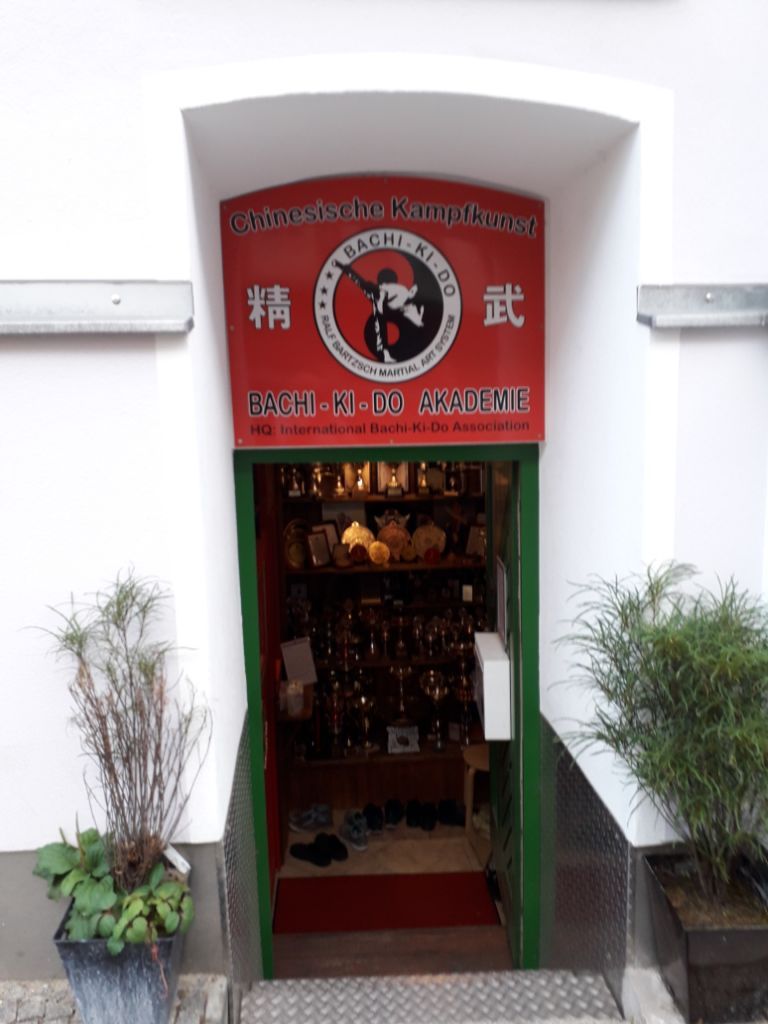 Chinesische Kampfkunst
BACHI - KI - DO
精 武
RALF BARTZSCH MARTIAL ART SYSTEM
BACHI - KI - DO AKADEMIE
HQ: International Bachi-Ki-Do Association